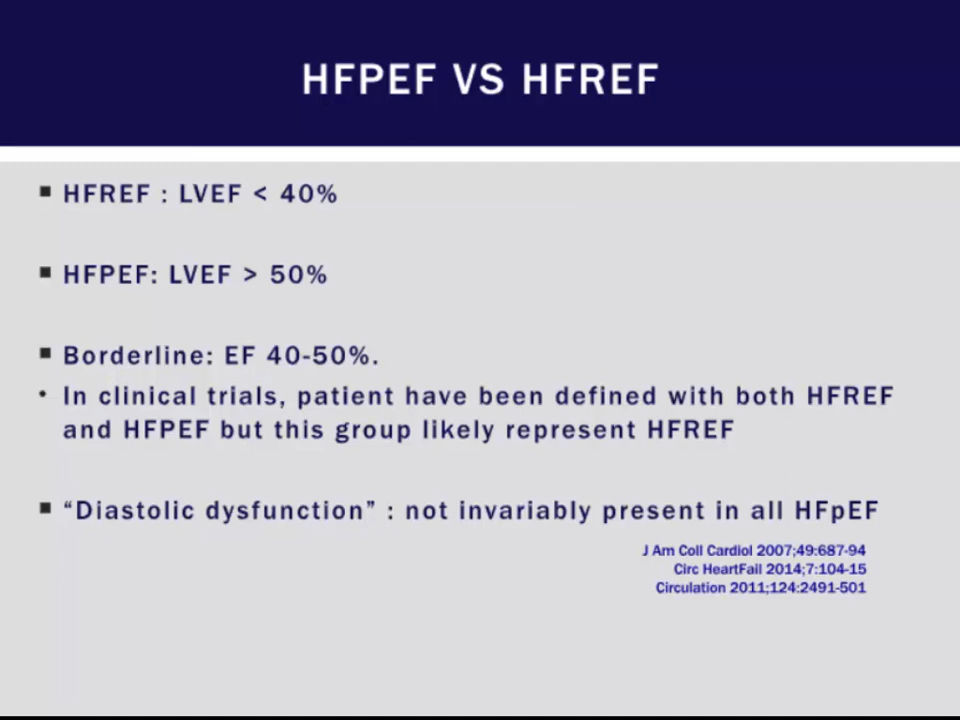 HFPEF VS HFREF
▪ HFREF : LVEF < 40%
▪ HFPEF: LVEF > 50%
▪ Borderline: EF 40-50%.
• In clinical trials, patient have been defined with both HFREF
and HFPEF but this group likely represent HFREF
▪ “Diastolic dysfunction” : not invariably present in all HFpEF
J Am Coll Cardiol 2007;49:687-94
Circ HeartFail 2014;7:104-15
Circulation 2011;124:2491-501